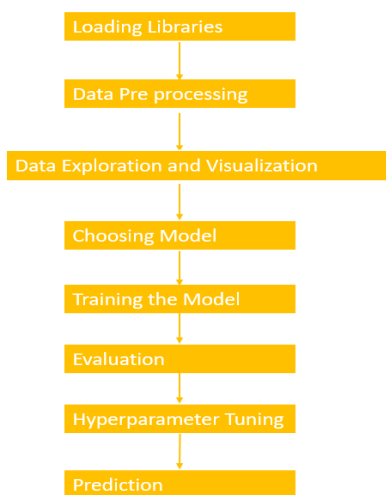 Loading Libraries
Data Pre processing
Data Exploration and Visualization
Choosing Model
Training the Model
Evaluation
Hyperparameter Tuning
Prediction